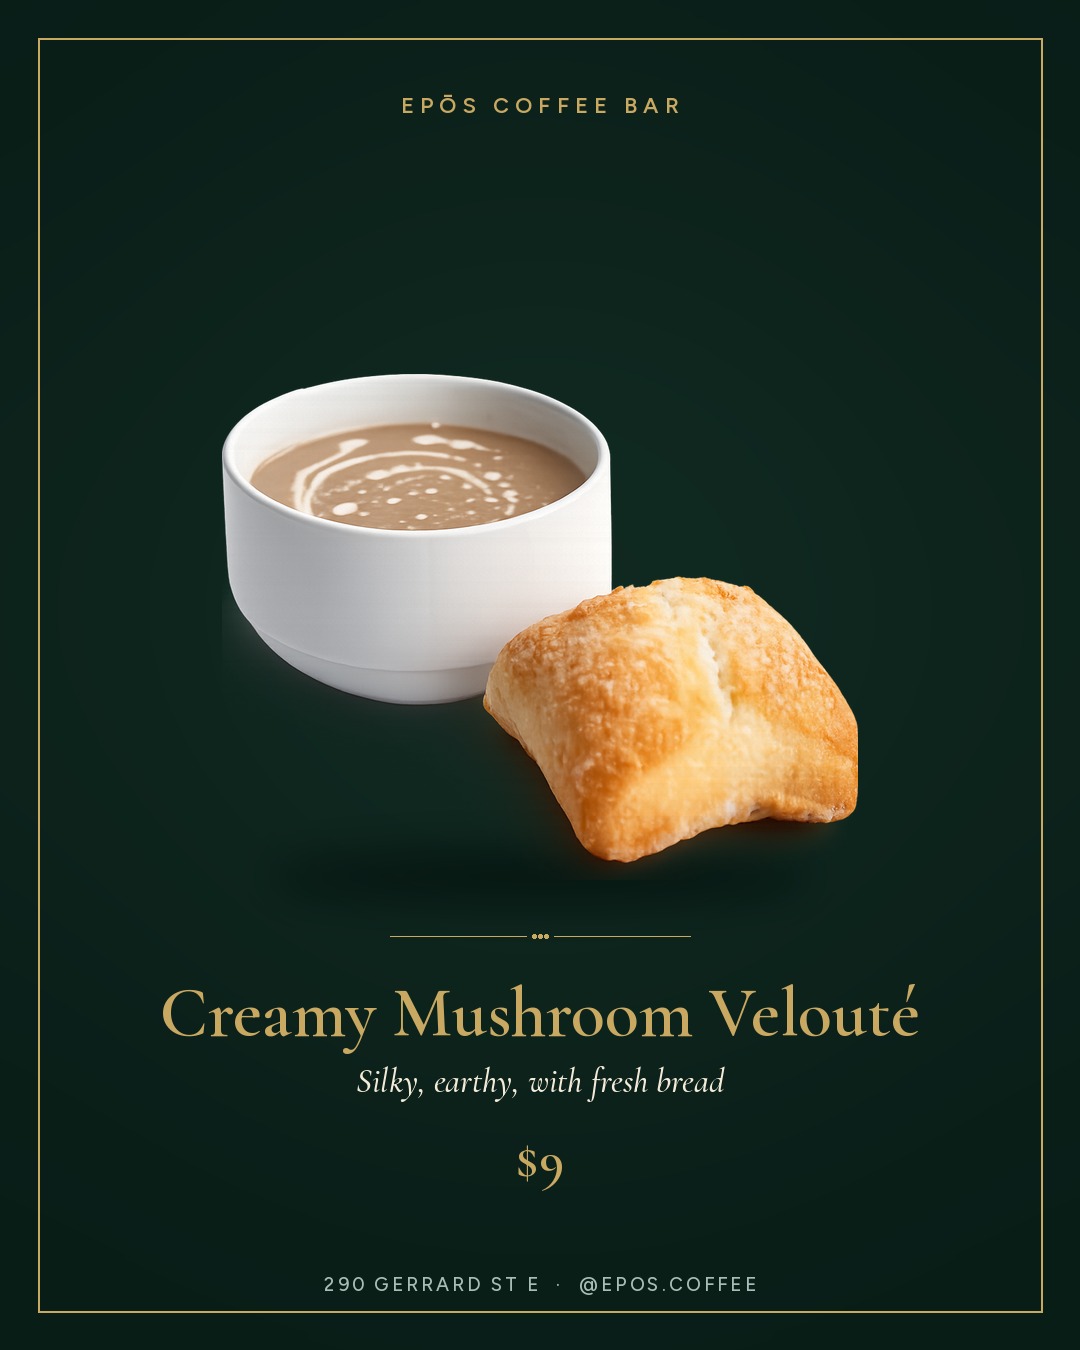 EPŌS COFFEE BAR
Creamy Mushroom Velouté
Silky, earthy, with fresh bread
$9
290 GERRARD ST E · @EPOS.COFFEE